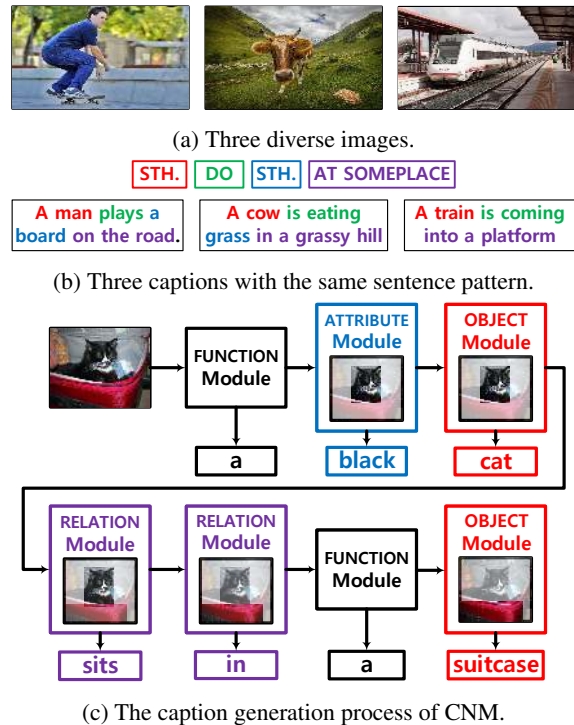 (a) Three diverse images.
STH. DO STH. AT SOMEPLACE
A man plays a
board on the road.
A cow is eating
grass in a grassy hill
A train is coming
into a platform
(b) Three captions with the same sentence pattern.
FUNCTION
Module
ATTRIBUTE
Module
OBJECT
Module
a
black
cat
RELATION
Module
RELATION
Module
FUNCTION
Module
OBJECT
Module
sits
in
a
suitcase
(c) The caption generation process of CNM.